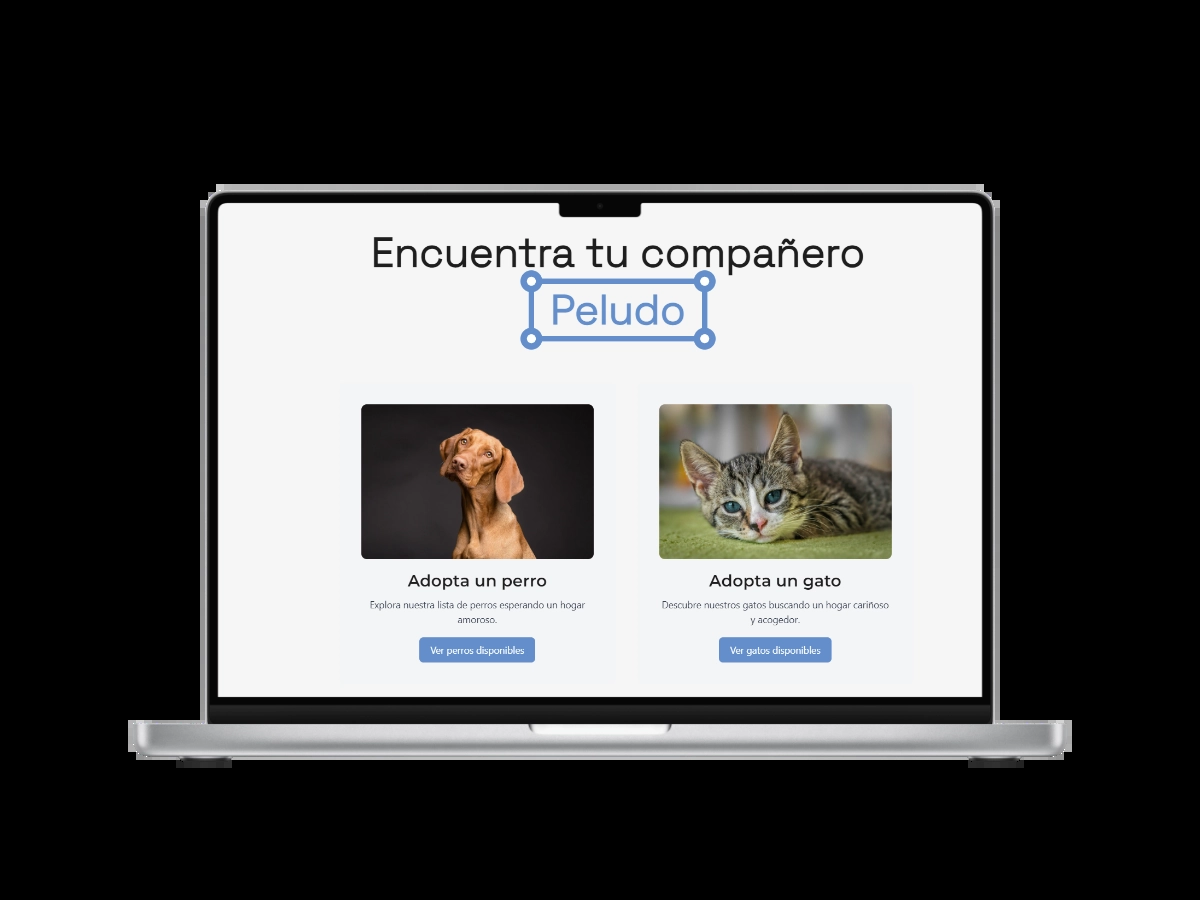 Encuentra tu compañero
Peludo
Adopta un perro
Explora nuestra lista de perros esperando un hogar
amoroso.
Ver perros disponibles
Adopta un gato
Descubre nuestros gatos buscando un hogar cariñoso
y acogedor.
Ver gatos disponibles